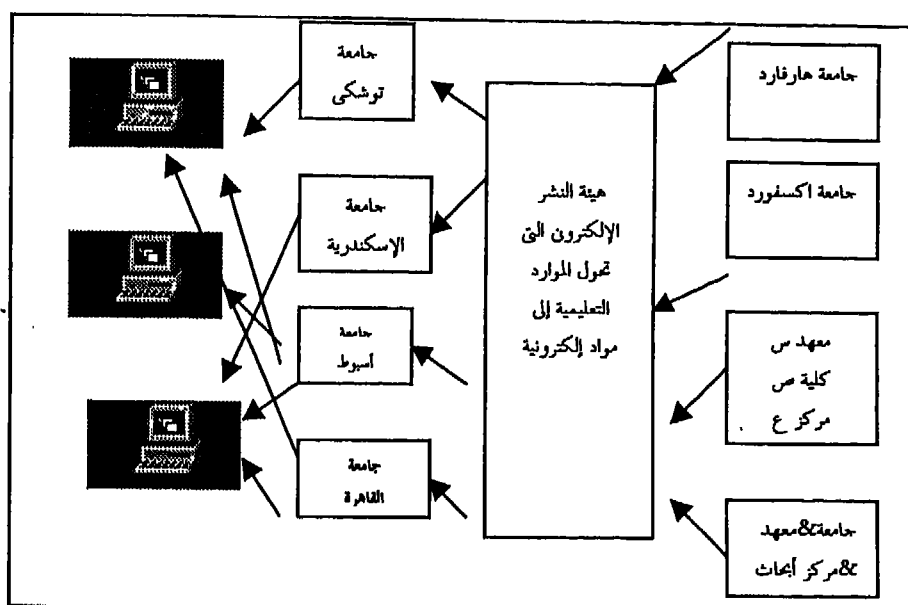 جامعة هارفارد
جامعة اكسفورد
معهد س
كلية ص
مركز ع
جامعة&معهد
&مركز أبحاث
هيئة النشر
الإلكترون التى
تحول الموارد
التعليمية إلى
مواد إلكترونية
جامعة
توشكى
جامعة
الإسكندرية
جامعة
أسيوط
جامعة
القاهرة